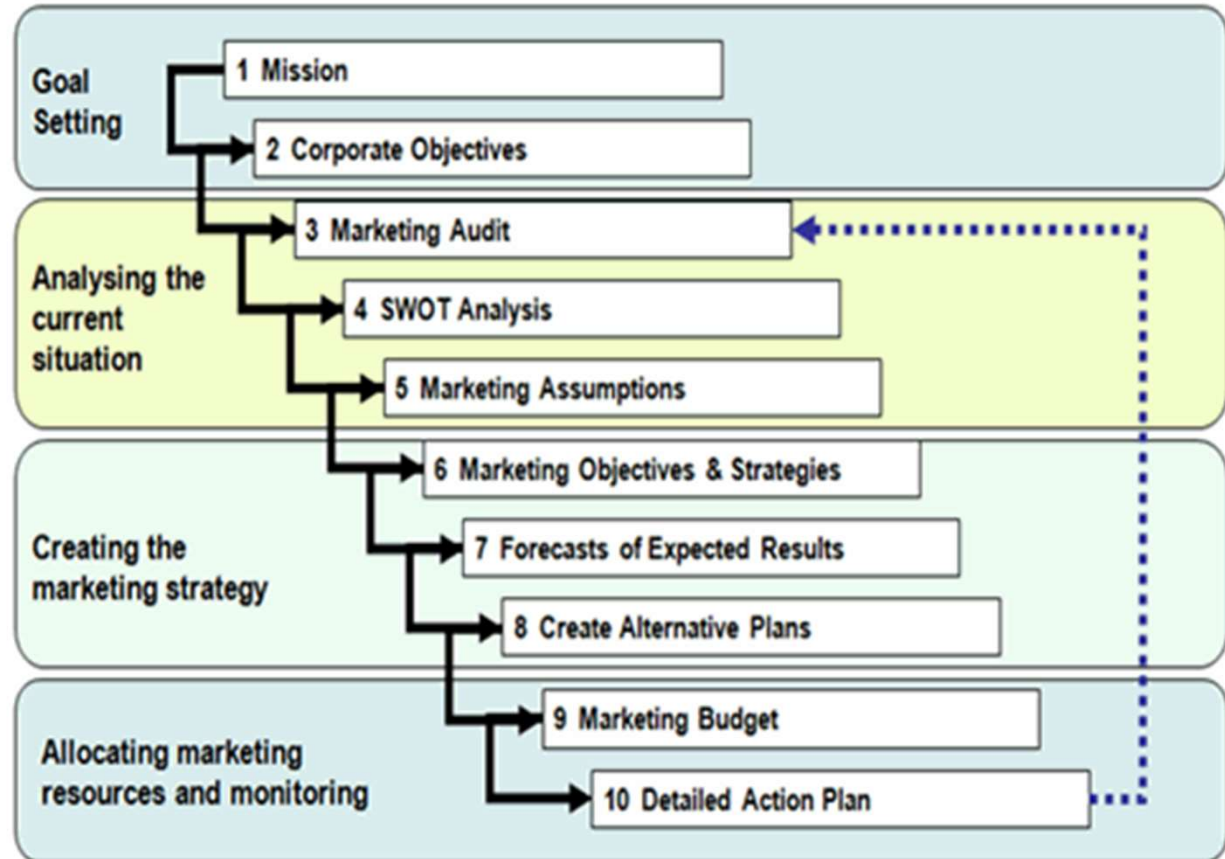 Goal
Setting
1 Mission
2 Corporate Objectives
Analysing the
current
situation
3 Marketing Audit
4 SWOT Analysis
5 Marketing Assumptions
Creating the
marketing strategy
6 Marketing Objectives & Strategies
7 Forecasts of Expected Results
8 Create Alternative Plans
Allocating marketing
resources and monitoring
9 Marketing Budget
10 Detailed Action Plan